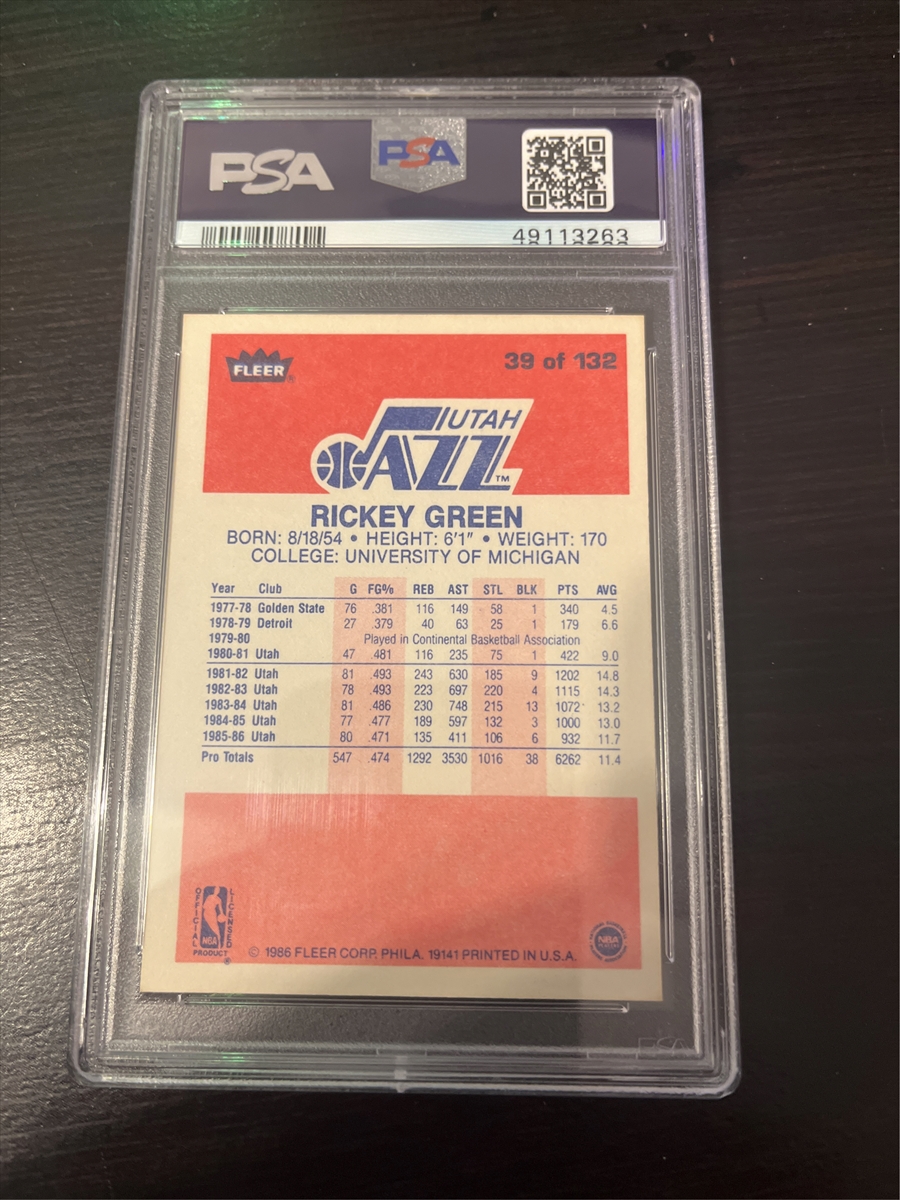 PSA PSA
49113263
FLEER® 39 of 132
UTAH
JAZZ™
RICKEY GREEN
BORN: 8/18/54 • HEIGHT: 6'1" • WEIGHT: 170
COLLEGE: UNIVERSITY OF MICHIGAN
Year Club G FG% REB AST STL BLK PTS AVG
1977-78 Golden State 76 .381 116 149 58 1 340 4.5
1978-79 Detroit 27 .379 40 63 25 1 179 6.6
1979-80 Played in Continental Basketball Association
1980-81 Utah 47 .481 116 235 75 1 422 9.0
1981-82 Utah 81 .493 243 630 185 9 1202 14.8
1982-83 Utah 78 .493 223 697 220 4 1115 14.3
1983-84 Utah 81 .486 230 748 215 13 1072 13.2
1984-85 Utah 77 .477 189 597 132 3 1000 13.0
1985-86 Utah 80 .471 135 411 106 6 932 11.7
Pro Totals 547 .474 1292 3530 1016 38 6262 11.4
OFFICIAL LICENSED
NBA
PRODUCT®
© 1986 FLEER CORP. PHILA. 19141 PRINTED IN U.S.A.
NBA
PSA